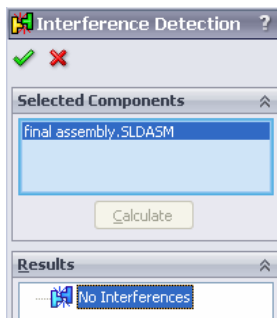 Interference Detection ?
Selected Components
final assembly.SLDASM
Calculate
Results
No Interferences